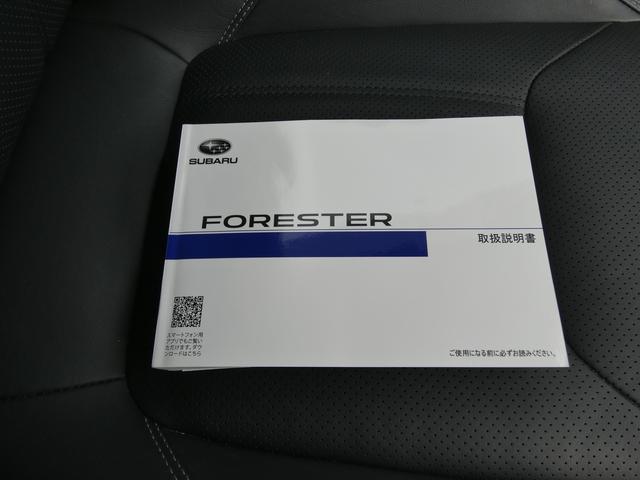 SUBARU
FORESTER
取扱説明書
スマートフォン用
アプリでもご覧い
ただけます。ダウ
ンロードはこちら
ご使用になる前に必ずお読みください。